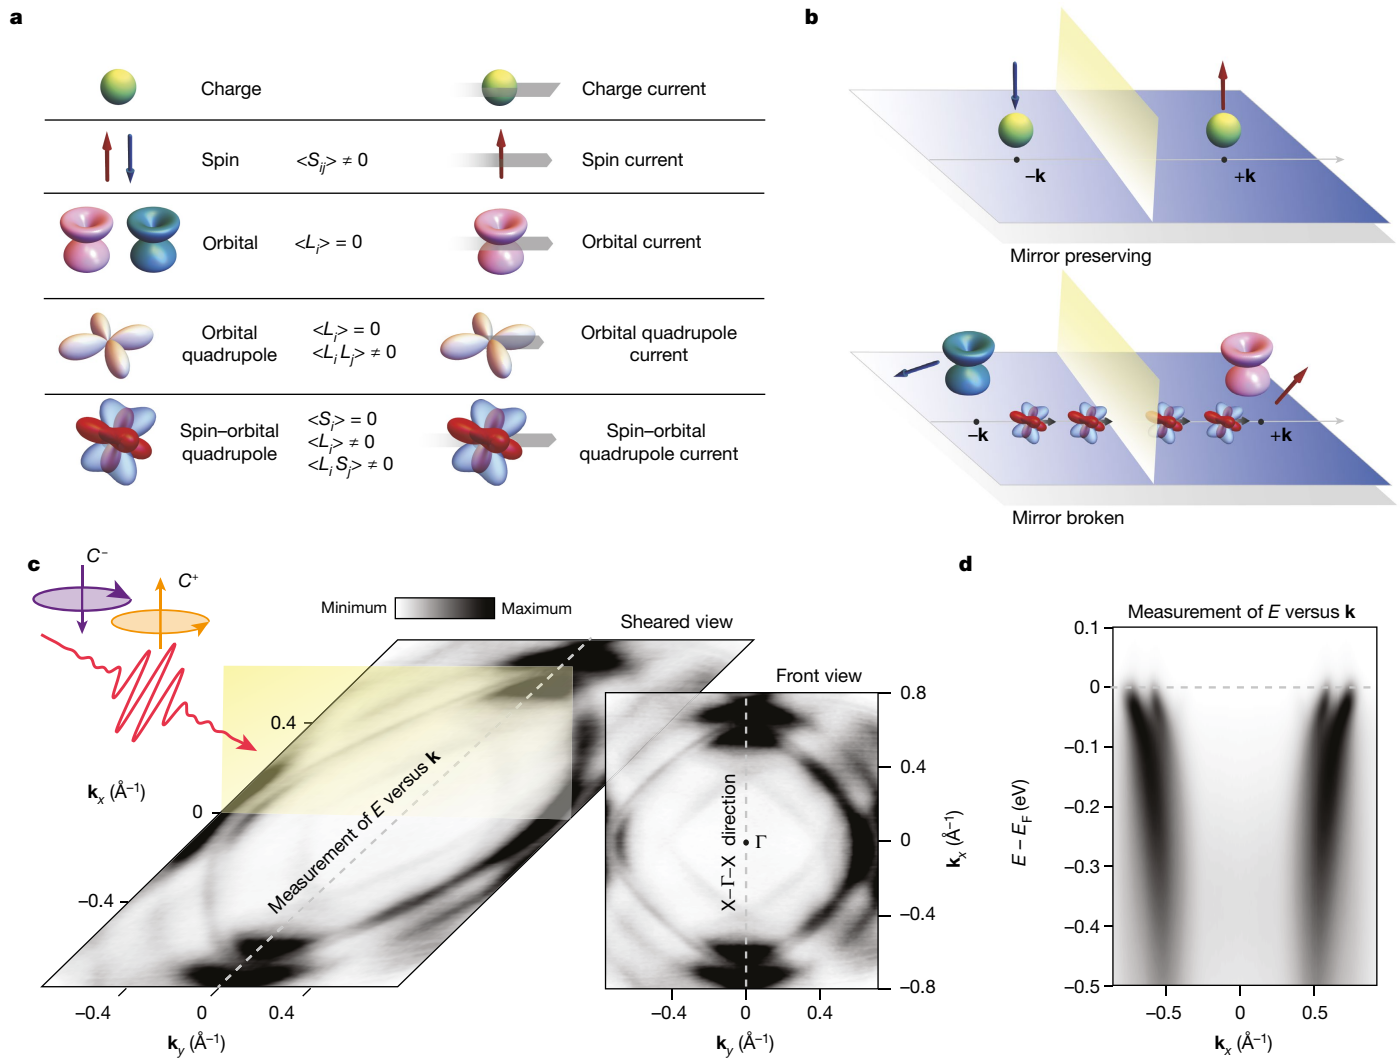 a
Charge
Charge current
Spin
<S_ij> ≠ 0
Spin current
Orbital
<L_i> = 0
Orbital current
Orbital
quadrupole
<L_i> = 0
<L_i L_j> ≠ 0
Orbital quadrupole
current
Spin–orbital
quadrupole
<S_i> = 0
<L_i> ≠ 0
<L_i S_j> ≠ 0
Spin–orbital
quadrupole current
b
–k
+k
Mirror preserving
–k
+k
Mirror broken
c
C⁻
C⁺
Minimum
Maximum
Sheared view
0.4
0
–0.4
k_x (Å⁻¹)
Measurement of E versus k
–0.4
0
0.4
k_y (Å⁻¹)
Front view
X–Γ–X direction
Γ
0.8
0.4
0
–0.4
–0.8
k_x (Å⁻¹)
–0.4
0
0.4
k_y (Å⁻¹)
d
Measurement of E versus k
0.1
0
–0.1
–0.2
–0.3
–0.4
–0.5
E – E_F (eV)
–0.5
0
0.5
k_x (Å⁻¹)